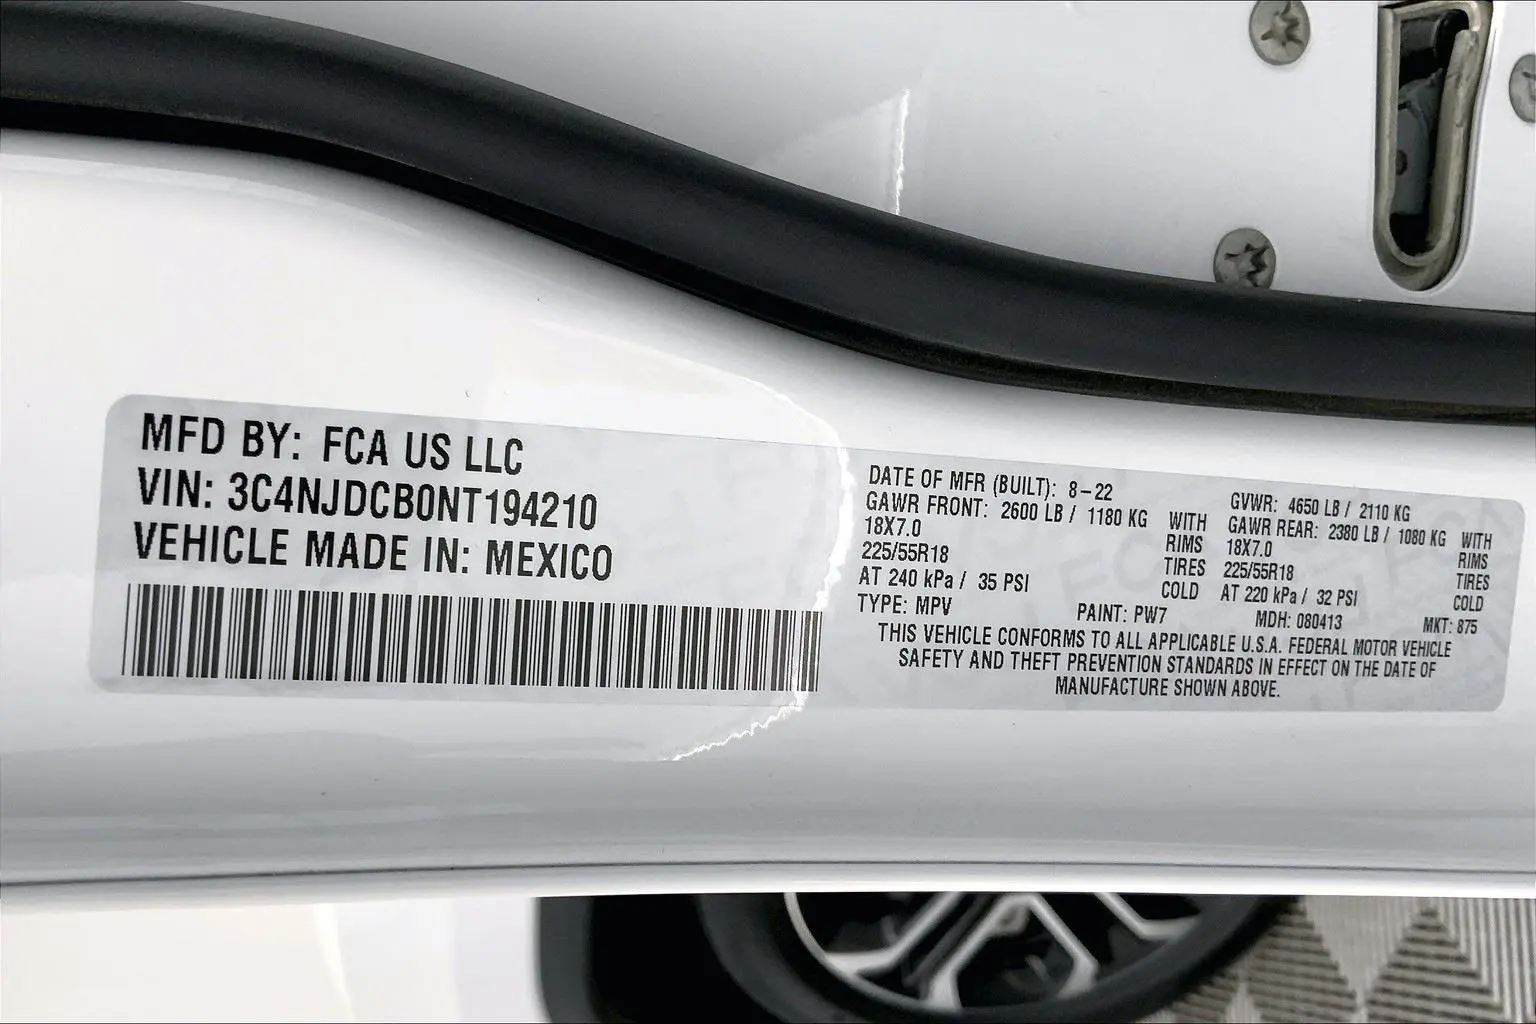 MFD BY: FCA US LLC
VIN: 3C4NJDCB0NT194210
VEHICLE MADE IN: MEXICO
DATE OF MFR (BUILT): 8-22 GVWR: 4650 LB / 2110 KG
GAWR FRONT: 2600 LB / 1180 KG WITH GAWR REAR: 2380 LB / 1080 KG WITH
18X7.0 RIMS 18X7.0 RIMS
225/55R18 TIRES 225/55R18 TIRES
AT 240 kPa / 35 PSI COLD AT 220 kPa / 32 PSI COLD
TYPE: MPV PAINT: PW7 MDH: 080413 MKT: 875
THIS VEHICLE CONFORMS TO ALL APPLICABLE U.S.A. FEDERAL MOTOR VEHICLE
SAFETY AND THEFT PREVENTION STANDARDS IN EFFECT ON THE DATE OF
MANUFACTURE SHOWN ABOVE.